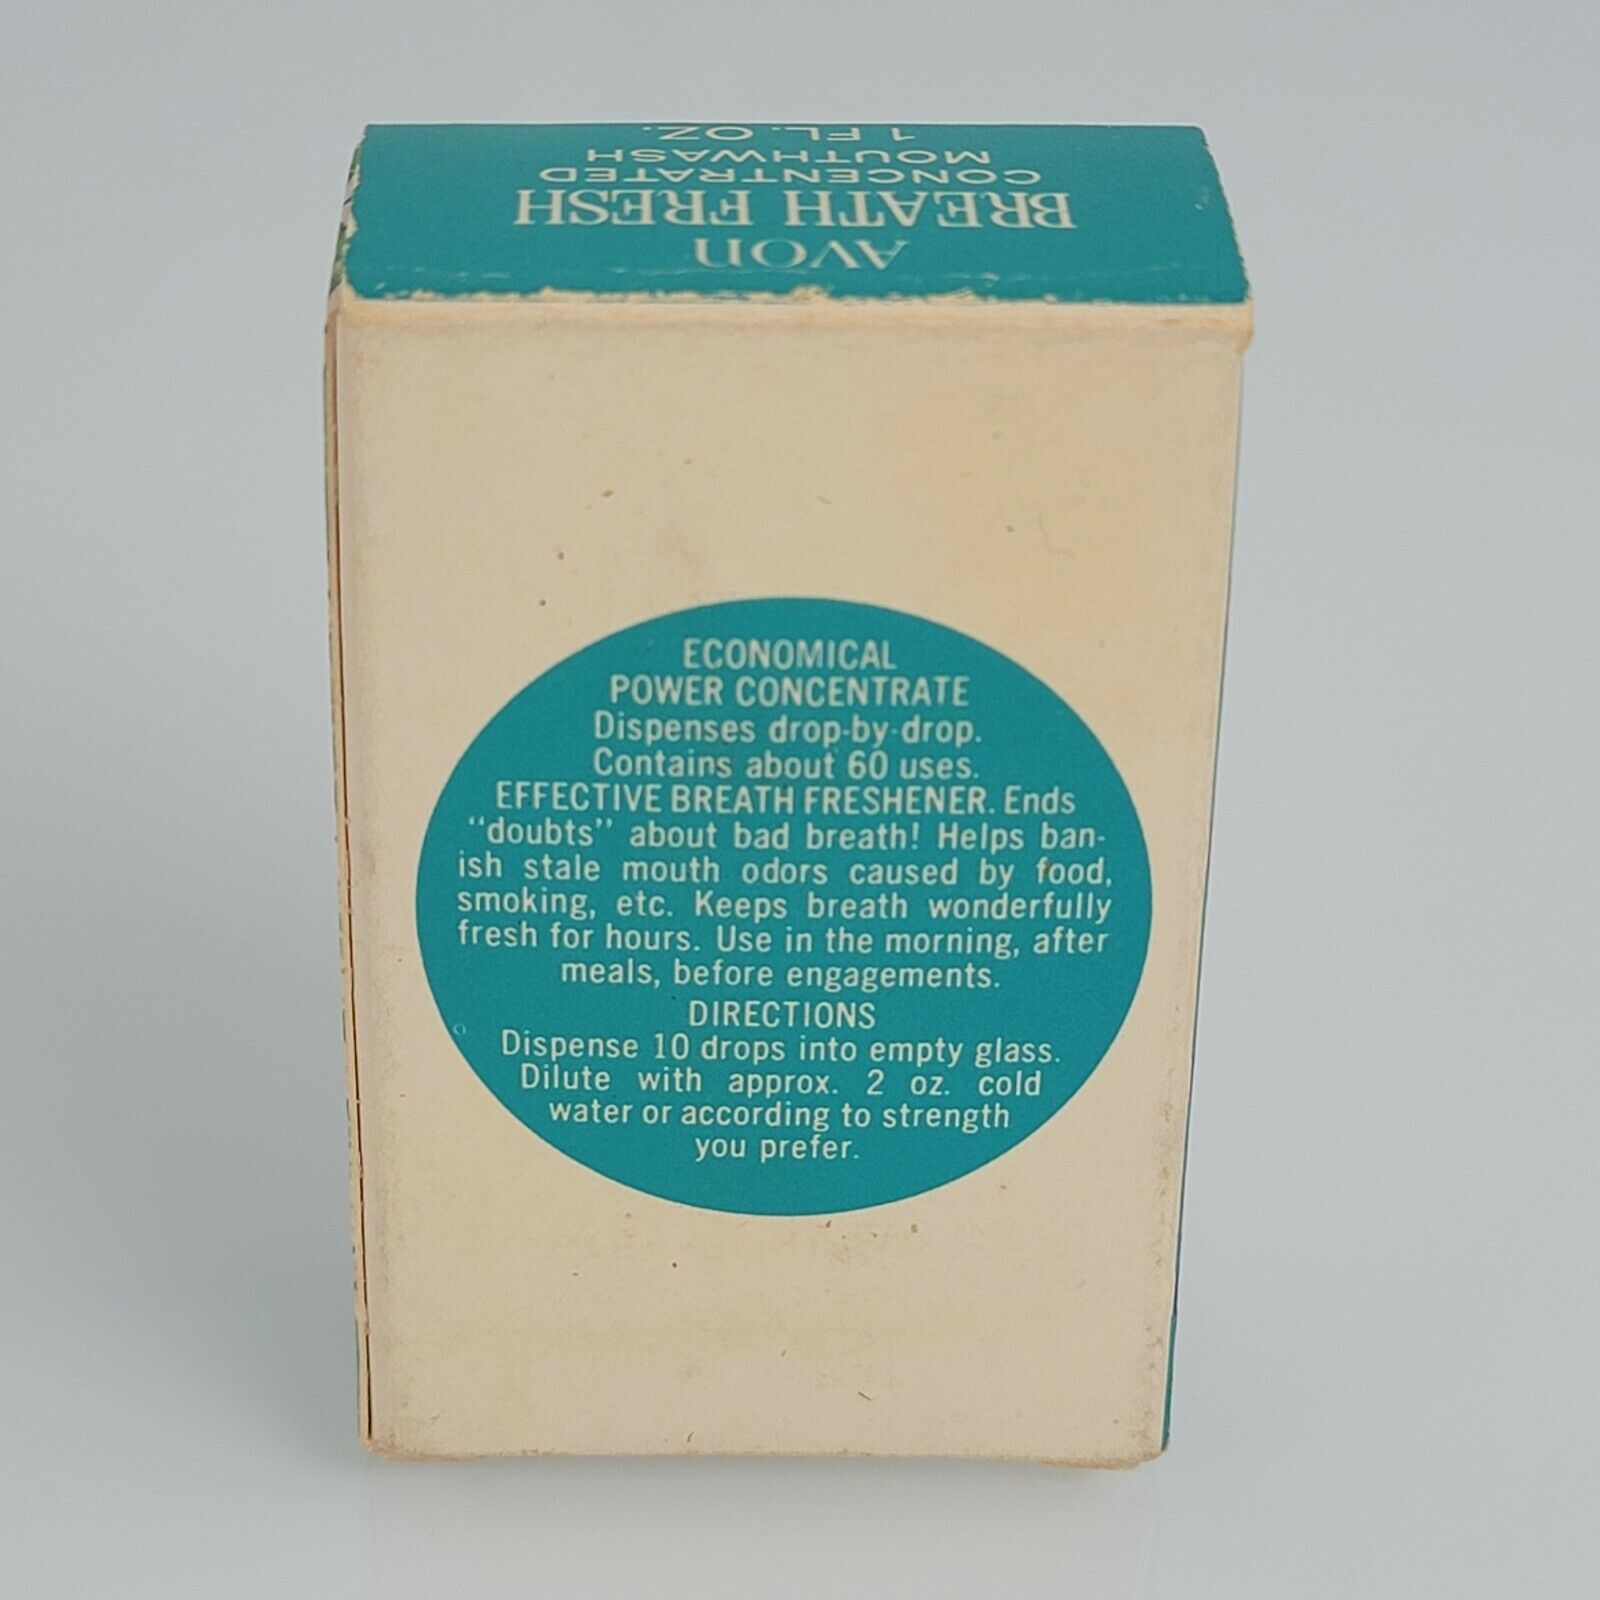 AVON
BREATH FRESH
CONCENTRATED
MOUTHWASH
1 FL. OZ.
ECONOMICAL
POWER CONCENTRATE
Dispenses drop-by-drop.
Contains about 60 uses.
EFFECTIVE BREATH FRESHENER. Ends
“doubts” about bad breath! Helps ban-
ish stale mouth odors caused by food,
smoking, etc. Keeps breath wonderfully
fresh for hours. Use in the morning, after
meals, before engagements.
DIRECTIONS
Dispense 10 drops into empty glass.
Dilute with approx. 2 oz. cold
water or according to strength
you prefer.